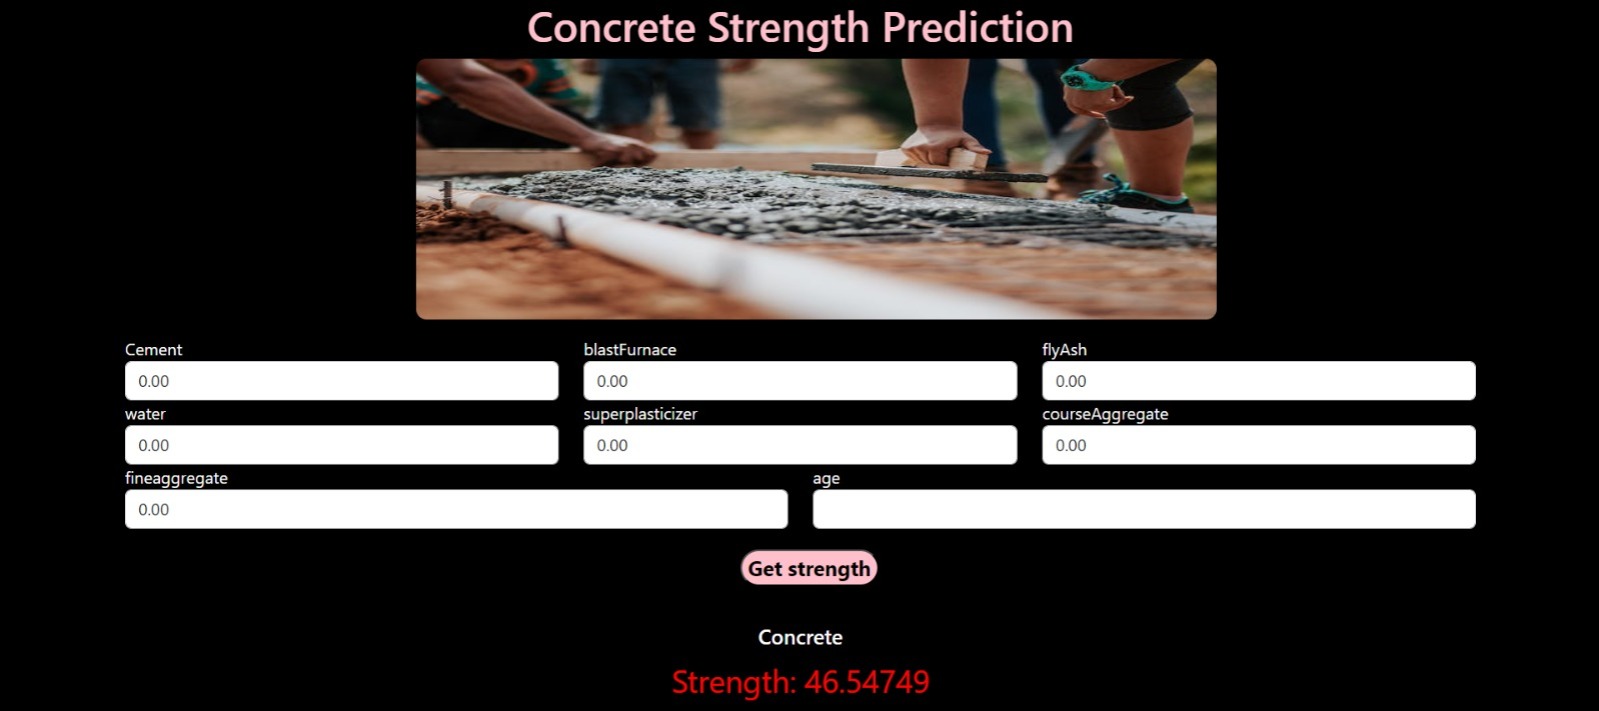 Concrete Strength Prediction
Cement blastFurnace flyAsh
0.00 0.00 0.00
water superplasticizer courseAggregate
0.00 0.00 0.00
fineaggregate age
0.00
Get strength
Concrete
Strength: 46.54749